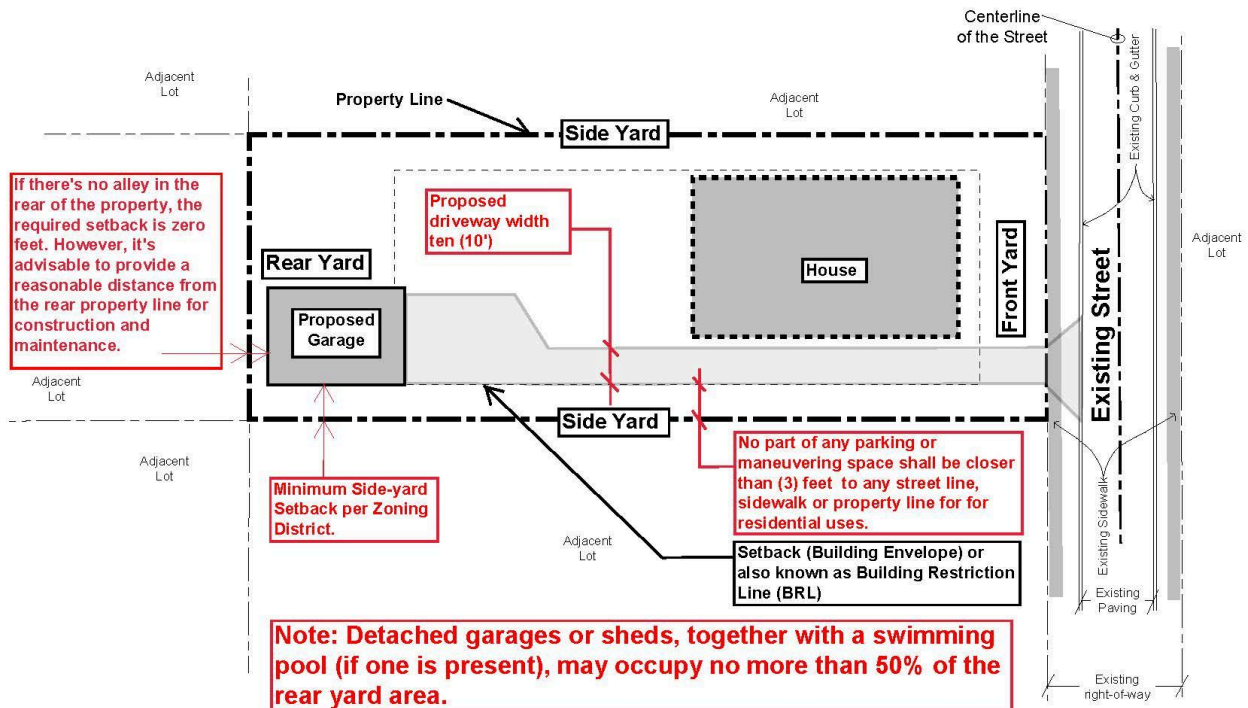 Centerline
of the Street
Adjacent
Lot
Property Line
Adjacent
Lot
Side Yard
Existing Curb & Gutter
If there's no alley in the
rear of the property, the
required setback is zero
feet. However, it's
advisable to provide a
reasonable distance from
the rear property line for
construction and
maintenance.
Proposed
driveway width
ten (10')
Rear Yard
House
Front Yard
Adjacent
Lot
Proposed
Garage
Existing Street
Adjacent
Lot
Side Yard
Adjacent
Lot
Minimum Side-yard
Setback per Zoning
District.
No part of any parking or
maneuvering space shall be closer
than (3) feet to any street line,
sidewalk or property line for for
residential uses.
Existing Sidewalk
Adjacent
Lot
Setback (Building Envelope) or
also known as Building Restriction
Line (BRL)
Existing
Paving
Note: Detached garages or sheds, together with a swimming
pool (if one is present), may occupy no more than 50% of the
rear yard area.
Existing
right-of-way